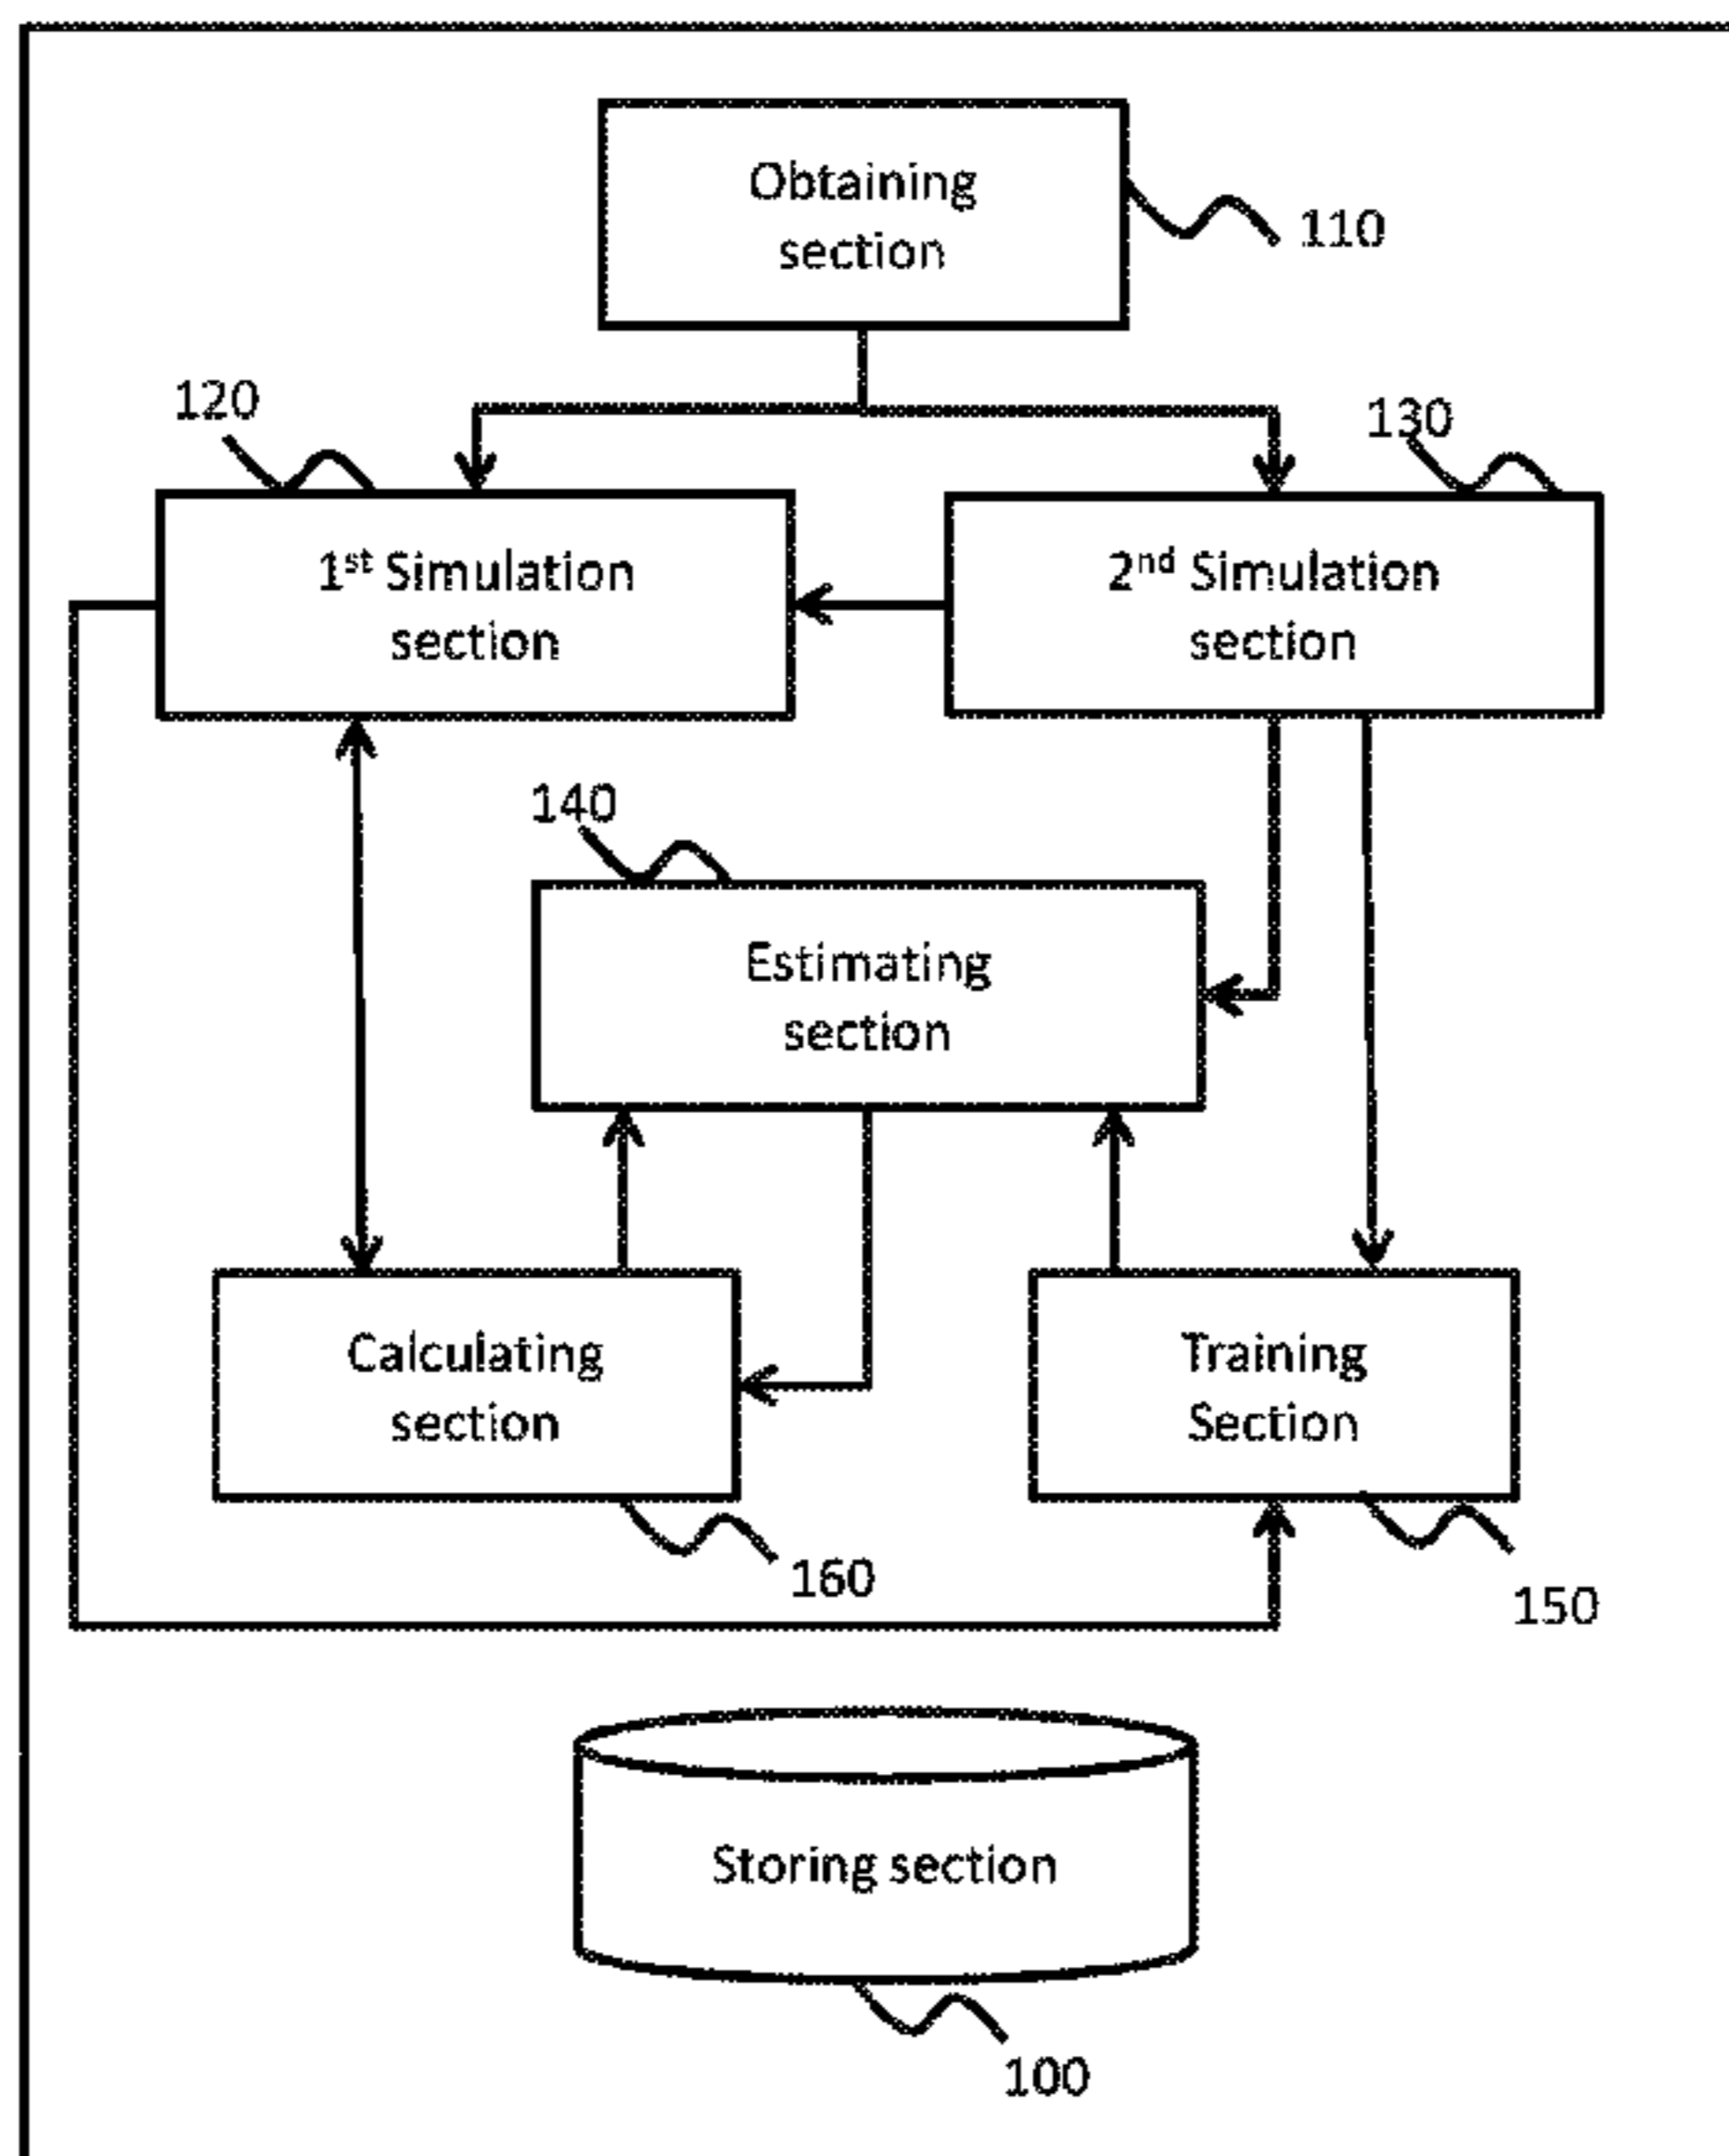 Obtaining
section
110
120
130
1st Simulation
section
2nd Simulation
section
140
Estimating
section
Calculating
section
Training
Section
160
150
Storing section
100